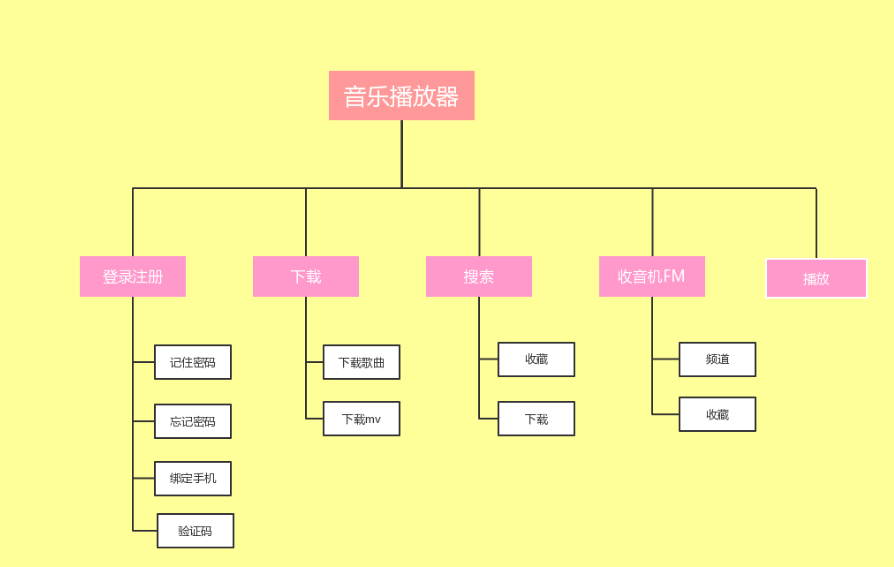 音乐播放器
登录注册
下载
搜索
收音机FM
播放
记住密码
忘记密码
绑定手机
验证码
下载歌曲
下载mv
收藏
下载
频道
收藏